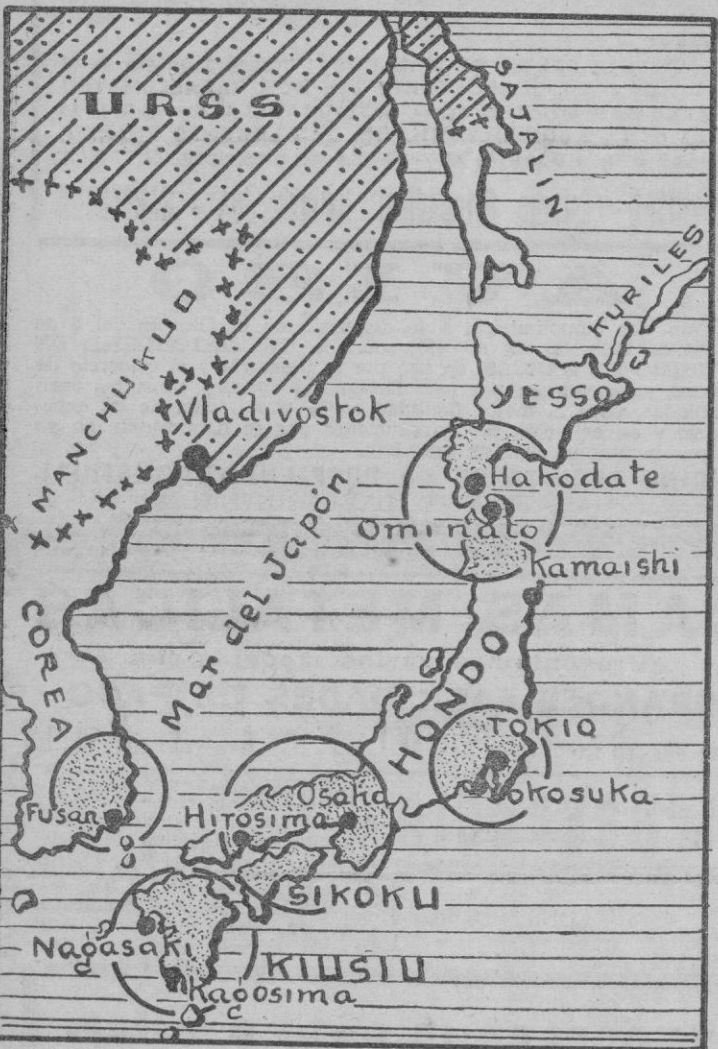 U.R.S.S.
SAJALIN
KURILES
MANCHUKUO
YESSO
Vladivostok
Hakodate
Ominato
Kamaishi
Mar del Japón
COREA
HONDO
TOKIO
Yokosuka
Fusan
Hirosima
Osaka
SIKOKU
Nagasaki
KIUSIU
Kagosima